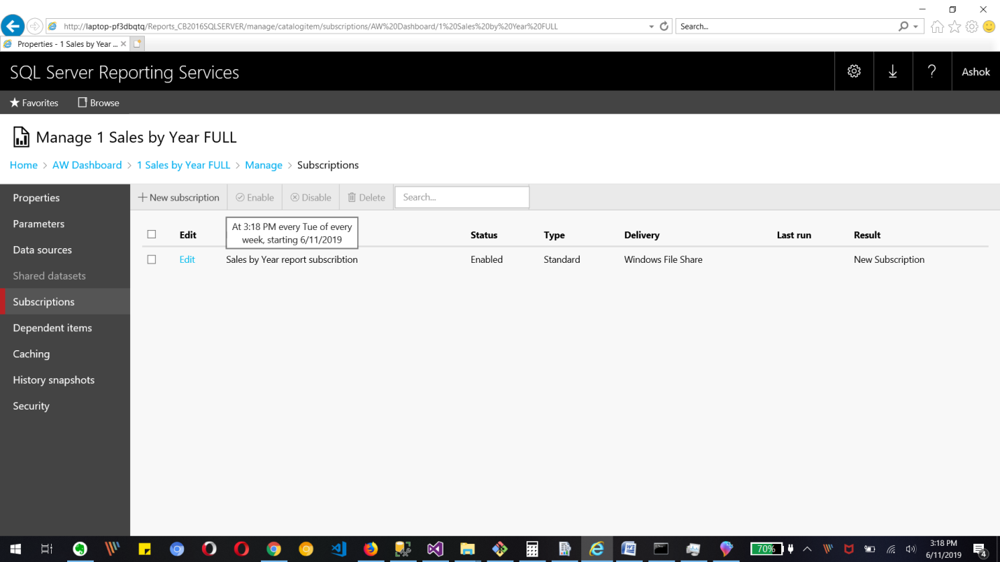 http://laptop-pf3dbqtq/Reports_CB2016SQLSERVER/manage/catalogitem/subscriptions/AW%20Dashboard/1%20Sales%20by%20Year%20FULL
Search...
Properties - 1 Sales by Year ...
SQL Server Reporting Services
?
Ashok
Favorites
Browse
Manage 1 Sales by Year FULL
Home > AW Dashboard > 1 Sales by Year FULL > Manage > Subscriptions
Properties
Parameters
Data sources
Shared datasets
Subscriptions
Dependent items
Caching
History snapshots
Security
New subscription
Enable
Disable
Delete
Search...
At 3:18 PM every Tue of every
week, starting 6/11/2019
Edit Status Type Delivery Last run Result
Edit Sales by Year report subscribtion Enabled Standard Windows File Share New Subscription
70%
3:18 PM
6/11/2019
4